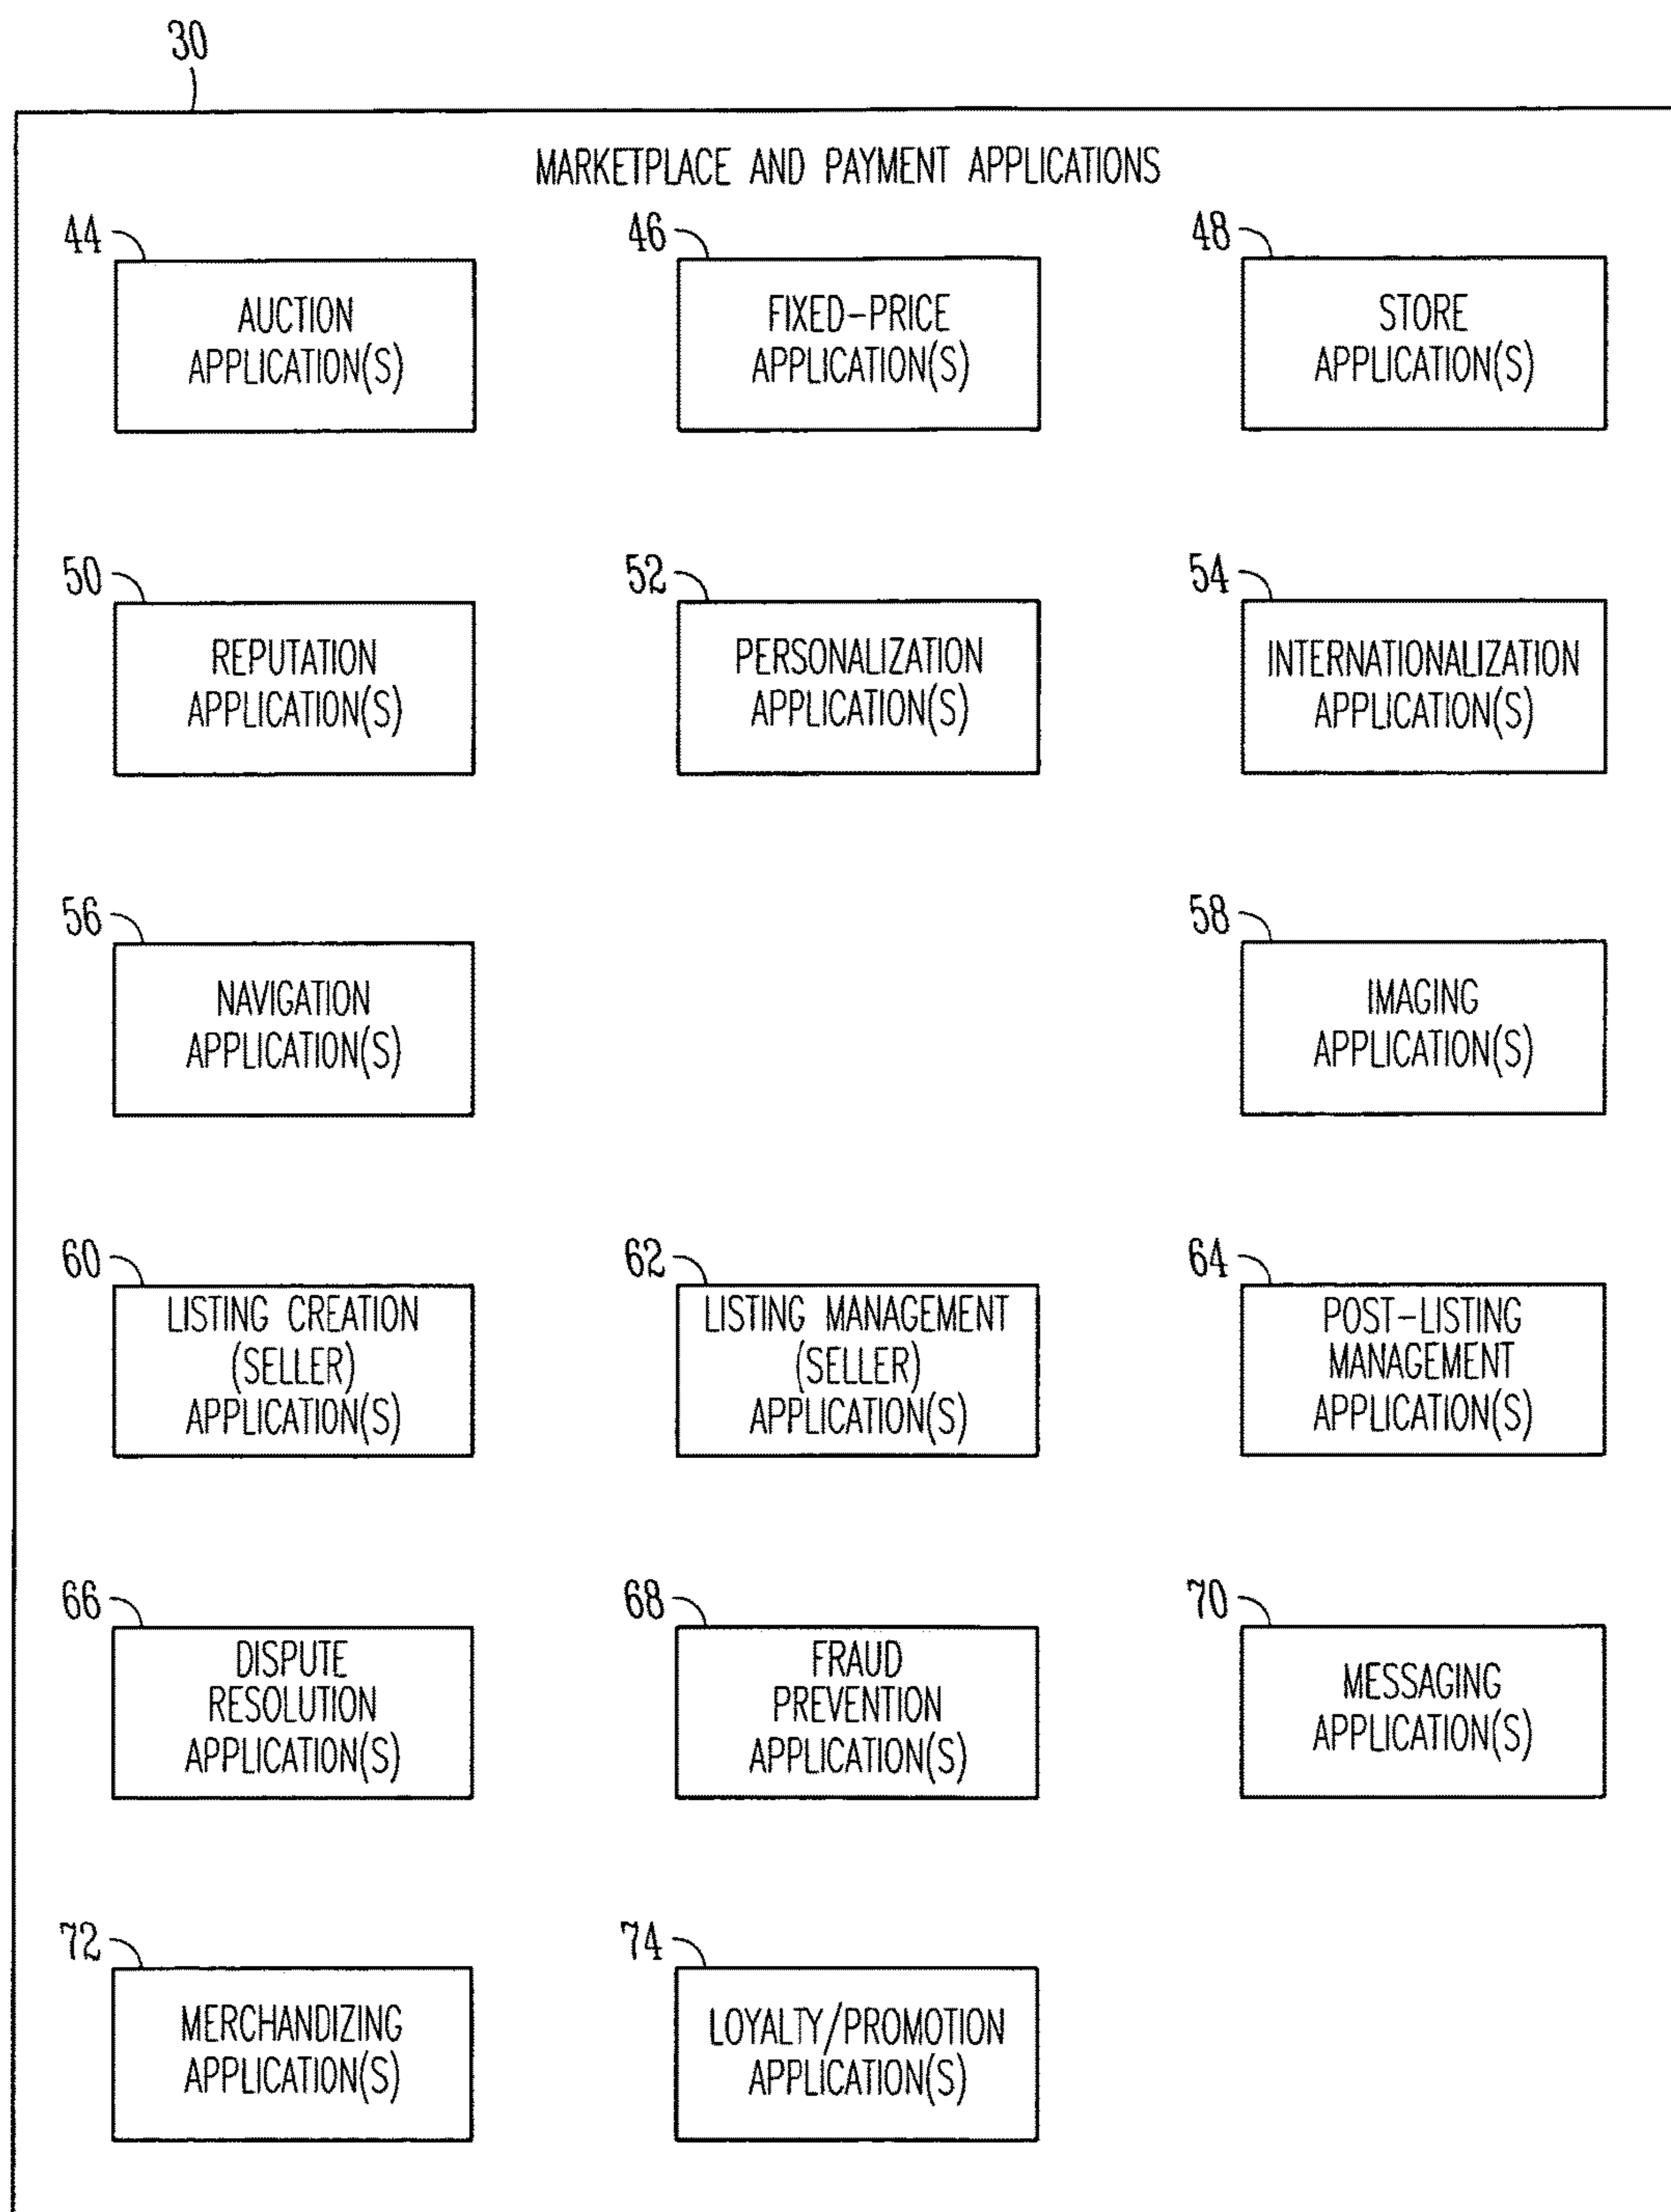 30
MARKETPLACE AND PAYMENT APPLICATIONS
44
AUCTION
APPLICATION(S)
46
FIXED-PRICE
APPLICATION(S)
48
STORE
APPLICATION(S)
50
REPUTATION
APPLICATION(S)
52
PERSONALIZATION
APPLICATION(S)
54
INTERNATIONALIZATION
APPLICATION(S)
56
NAVIGATION
APPLICATION(S)
58
IMAGING
APPLICATION(S)
60
LISTING CREATION
(SELLER)
APPLICATION(S)
62
LISTING MANAGEMENT
(SELLER)
APPLICATION(S)
64
POST-LISTING
MANAGEMENT
APPLICATION(S)
66
DISPUTE
RESOLUTION
APPLICATION(S)
68
FRAUD
PREVENTION
APPLICATION(S)
70
MESSAGING
APPLICATION(S)
72
MERCHANDIZING
APPLICATION(S)
74
LOYALTY/PROMOTION
APPLICATION(S)